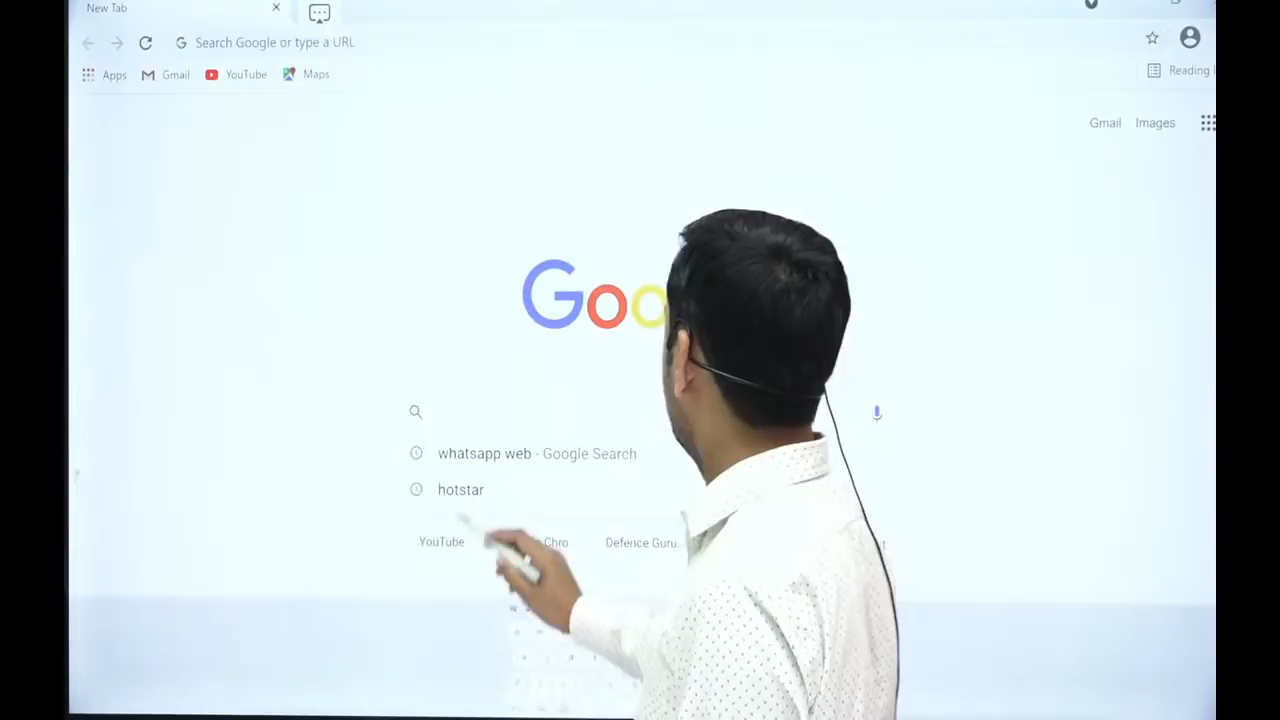 New Tab
Search Google or type a URL
Apps Gmail YouTube Maps
Reading
Gmail Images
Goo
whatsapp web - Google Search
hotstar
YouTube Chro Defence Guru...